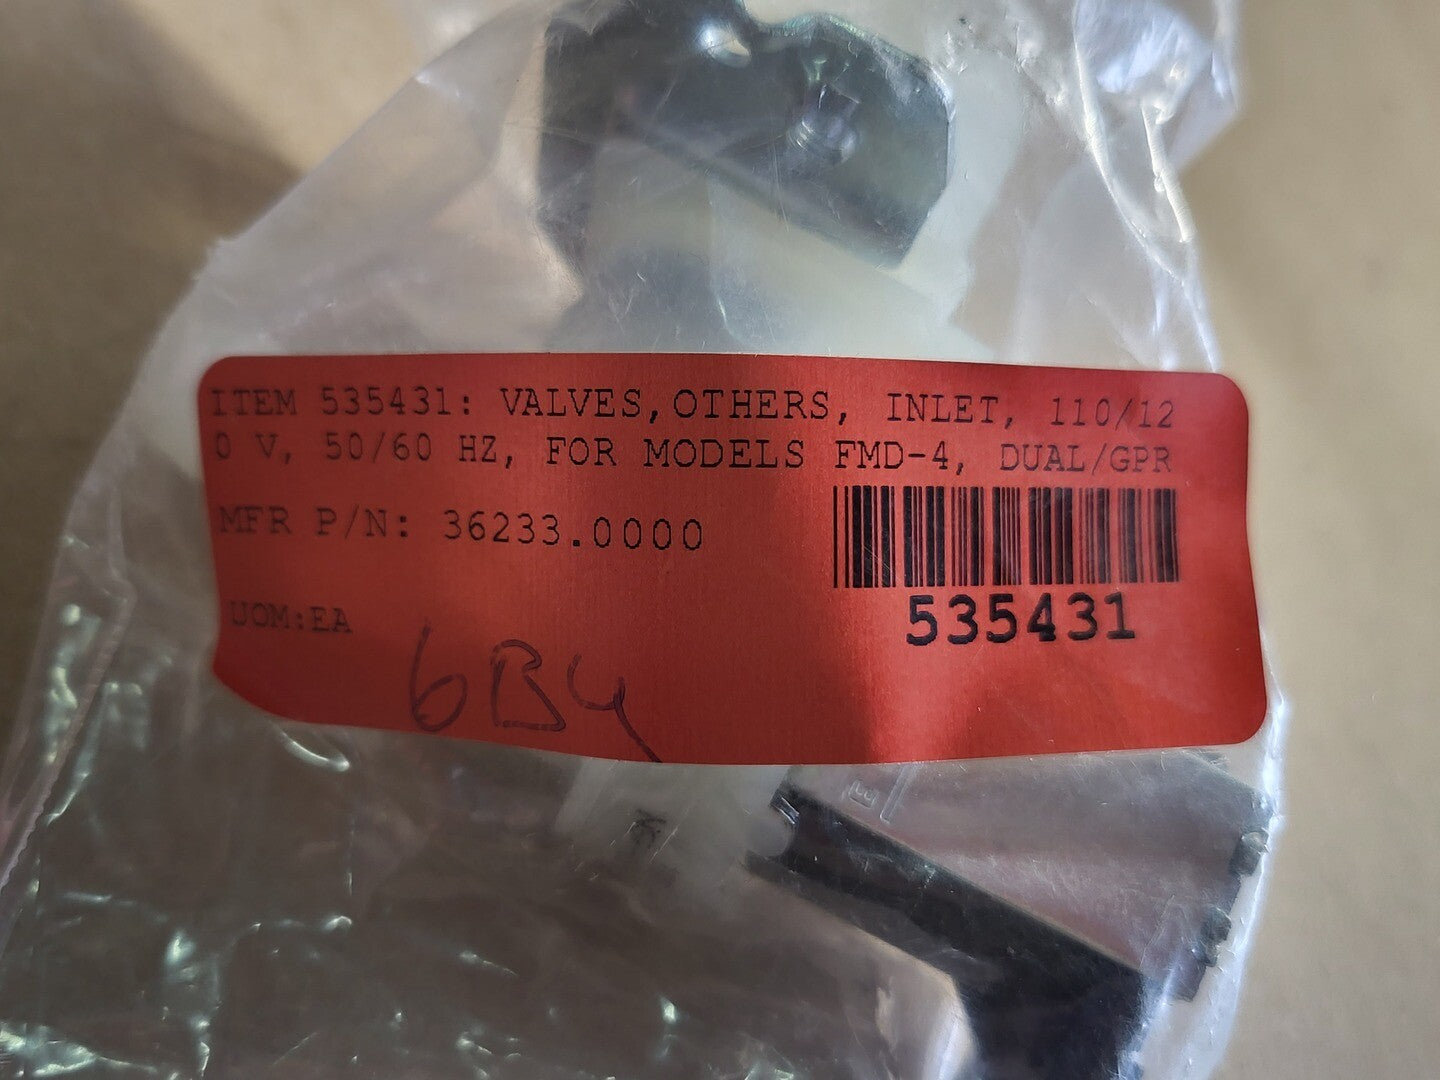 ITEM 535431: VALVES,OTHERS, INLET, 110/12
0 V, 50/60 HZ, FOR MODELS FMD-4, DUAL/GPR
MFR P/N: 36233.0000
535431
UOM:EA
6B4